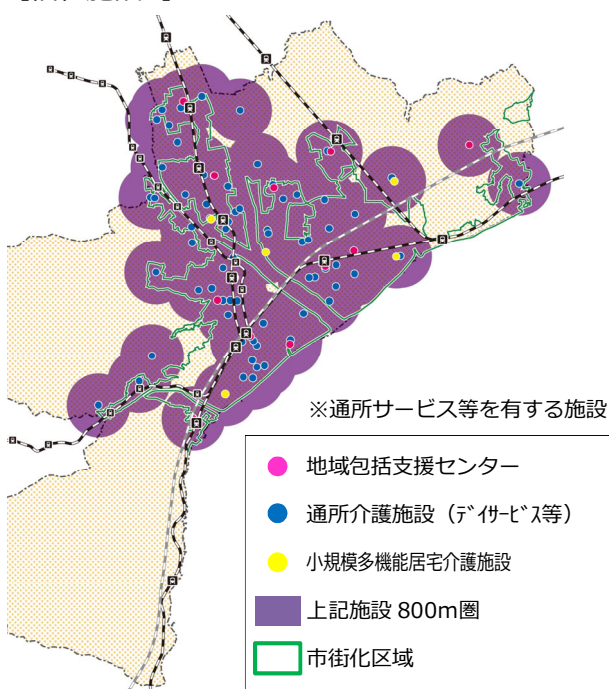 ※通所サービス等を有する施設
地域包括支援センター
通所介護施設（ﾃﾞｲｻｰﾋﾞｽ等）
小規模多機能居宅介護施設
上記施設 800m圏
市街化区域